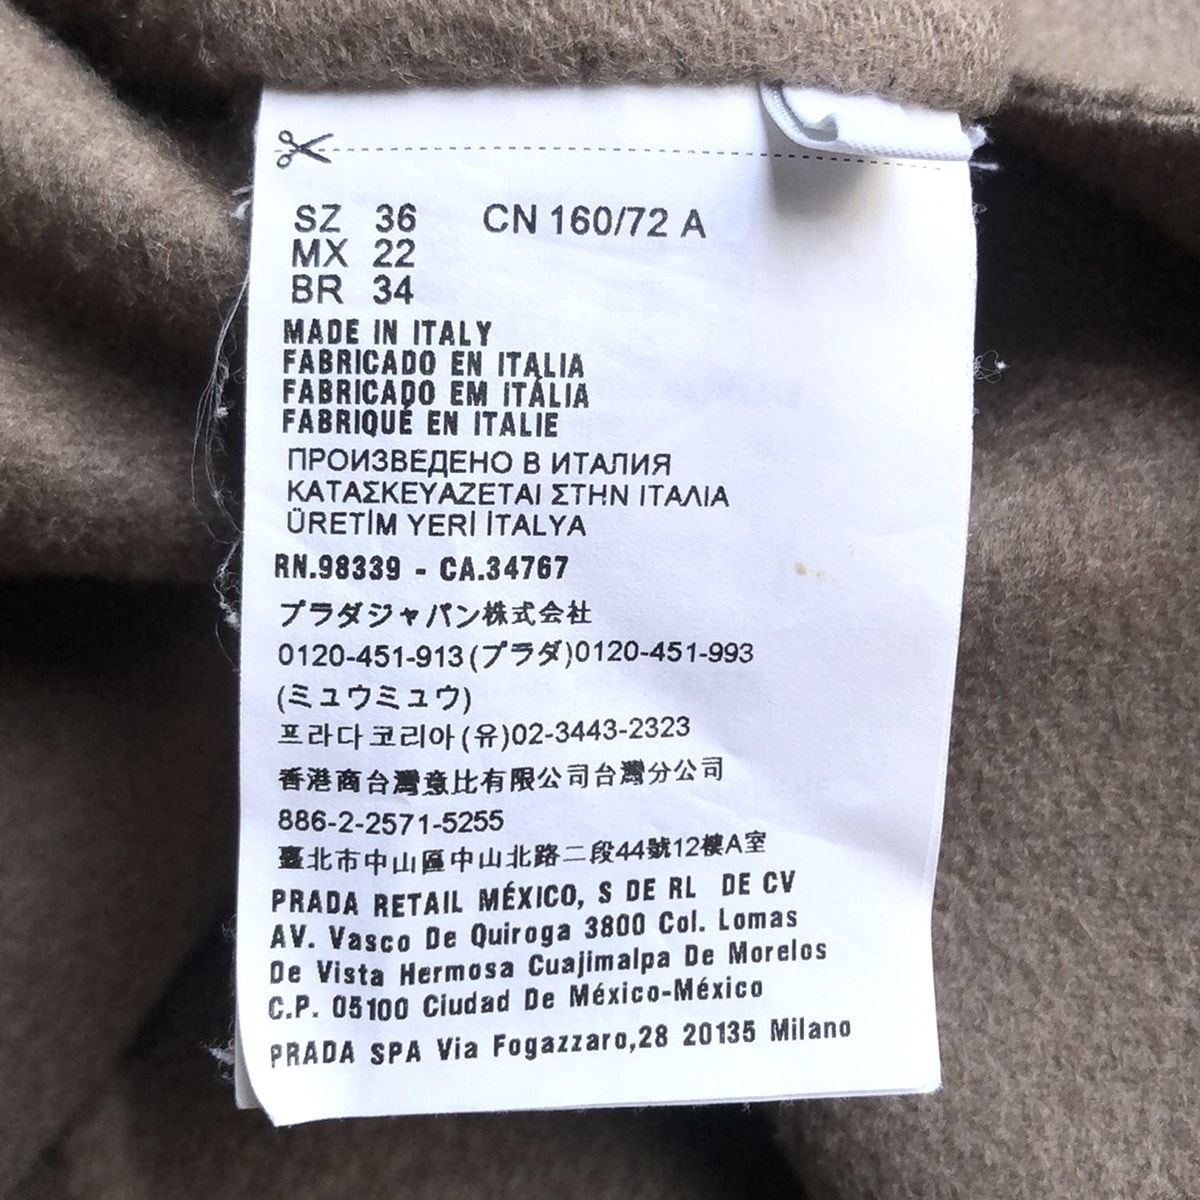 SZ 36 CN 160/72 A
MX 22
BR 34
MADE IN ITALY
FABRICADO EN ITALIA
FABRICADO EM ITÁLIA
FABRIQUÉ EN ITALIE
ПРОИЗВЕДЕНО В ИТАЛИЯ
ΚΑΤΑΣΚΕΥΑΖΕΤΑΙ ΣΤΗΝ ΙΤΑΛΙΑ
ÜRETİM YERİ İTALYA
RN.98339 - CA.34767
プラダジャパン株式会社
0120-451-913(プラダ)0120-451-993
(ミュウミュウ)
프라다코리아(유)02-3443-2323
香港商台灣意比有限公司台灣分公司
886-2-2571-5255
臺北市中山區中山北路二段44號12樓A室
PRADA RETAIL MÉXICO, S DE RL DE CV
AV. Vasco De Quiroga 3800 Col. Lomas
De Vista Hermosa Cuajimalpa De Morelos
C.P. 05100 Ciudad De México-México
PRADA SPA Via Fogazzaro,28 20135 Milano